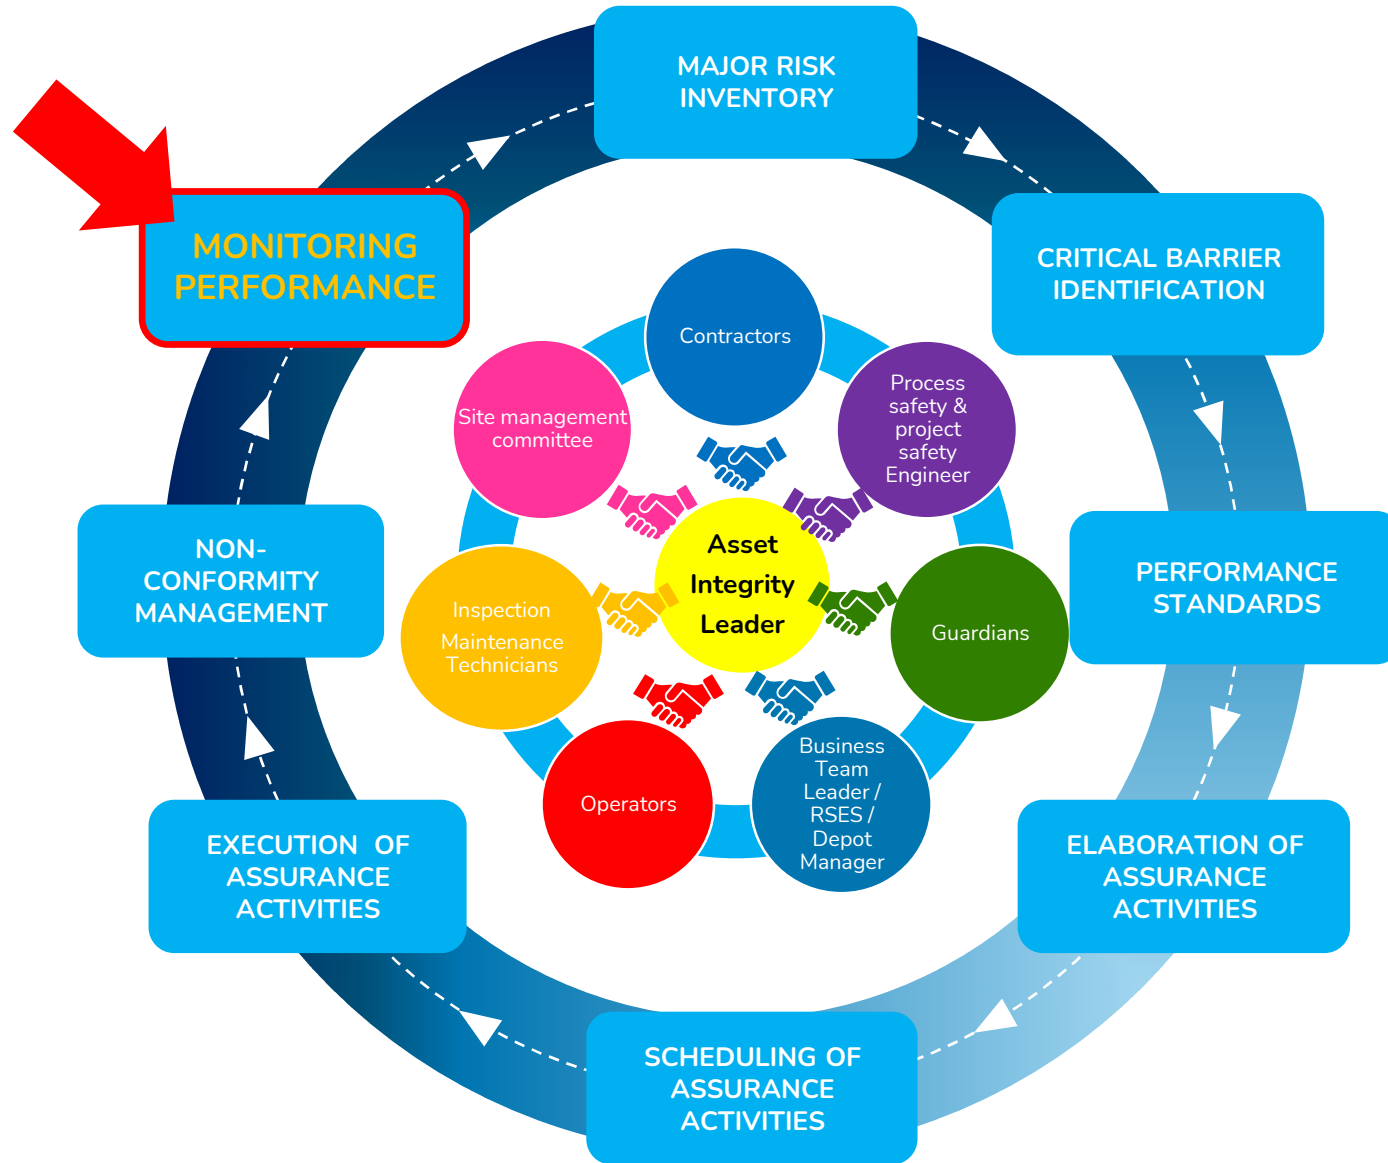 MAJOR RISK
INVENTORY
MONITORING
PERFORMANCE
CRITICAL BARRIER
IDENTIFICATION
Contractors
Process
safety &
project
safety
Engineer
Site management
committee
NON-
CONFORMITY
MANAGEMENT
Asset
Integrity
Leader
PERFORMANCE
STANDARDS
Inspection
Maintenance
Technicians
Guardians
Business
Team
Leader /
RSES /
Depot
Manager
Operators
EXECUTION  OF
ASSURANCE
ACTIVITIES
ELABORATION OF
ASSURANCE
ACTIVITIES
SCHEDULING OF
ASSURANCE
ACTIVITIES